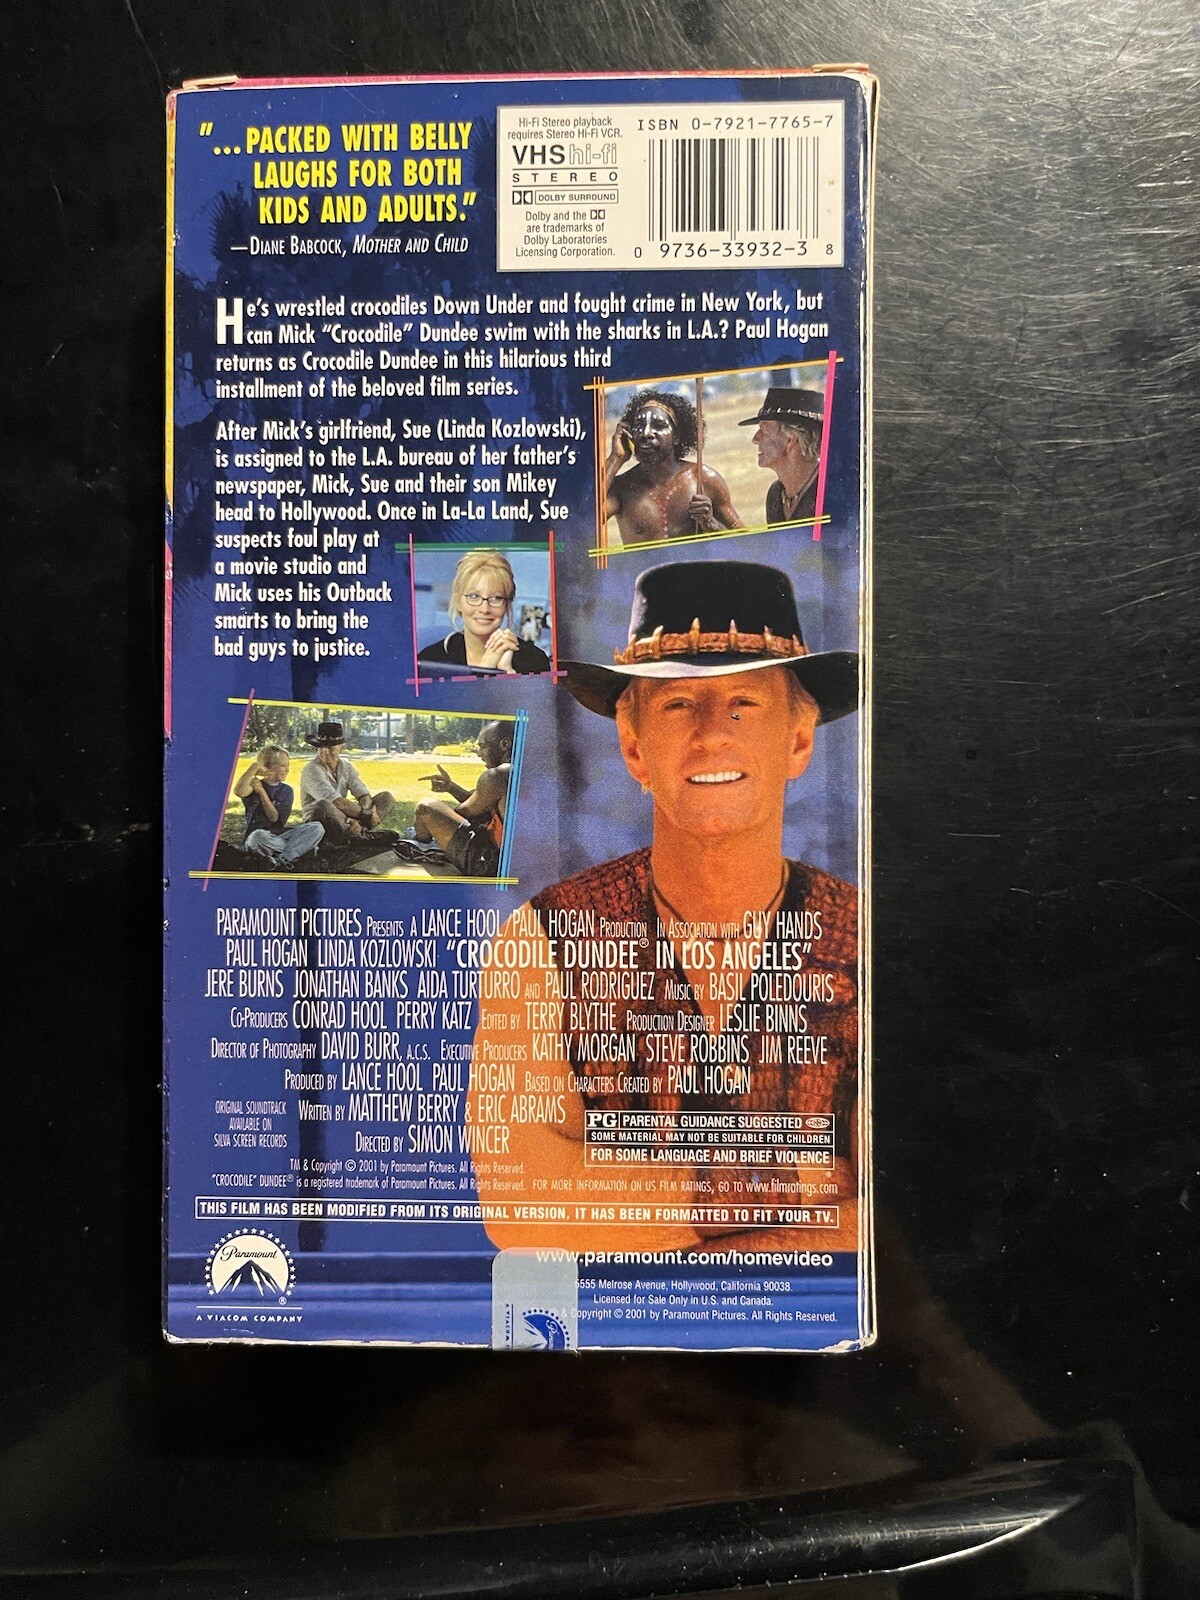 "...PACKED WITH BELLY
LAUGHS FOR BOTH
KIDS AND ADULTS."
—DIANE BABCOCK, MOTHER AND CHILD
Hi-Fi Stereo playback
requires Stereo Hi-Fi VCR.
VHS hi-fi
STEREO
DOLBY SURROUND
Dolby and the
are trademarks of
Dolby Laboratories
Licensing Corporation.
ISBN 0-7921-7765-7
0 9736-33932-3 8
He's wrestled crocodiles Down Under and fought crime in New York, but
can Mick "Crocodile" Dundee swim with the sharks in L.A.? Paul Hogan
returns as Crocodile Dundee in this hilarious third
installment of the beloved film series.
After Mick's girlfriend, Sue (Linda Kozlowski),
is assigned to the L.A. bureau of her father's
newspaper, Mick, Sue and their son Mikey
head to Hollywood. Once in La-La Land, Sue
suspects foul play at
a movie studio and
Mick uses his Outback
smarts to bring the
bad guys to justice.
PARAMOUNT PICTURES PRESENTS A LANCE HOOL/PAUL HOGAN PRODUCTION IN ASSOCIATION WITH GUY HANDS
PAUL HOGAN LINDA KOZLOWSKI "CROCODILE DUNDEE® IN LOS ANGELES"
JERE BURNS JONATHAN BANKS AIDA TURTURRO AND PAUL RODRIGUEZ MUSIC BY BASIL POLEDOURIS
CO-PRODUCERS CONRAD HOOL PERRY KATZ EDITED BY TERRY BLYTHE PRODUCTION DESIGNER LESLIE BINNS
DIRECTOR OF PHOTOGRAPHY DAVID BURR, A.C.S. EXECUTIVE PRODUCERS KATHY MORGAN STEVE ROBBINS JIM REEVE
PRODUCED BY LANCE HOOL PAUL HOGAN BASED ON CHARACTERS CREATED BY PAUL HOGAN
ORIGINAL SOUNDTRACK
AVAILABLE ON
SILVA SCREEN RECORDS
WRITTEN BY MATTHEW BERRY & ERIC ABRAMS
DIRECTED BY SIMON WINCER
PG PARENTAL GUIDANCE SUGGESTED
SOME MATERIAL MAY NOT BE SUITABLE FOR CHILDREN
FOR SOME LANGUAGE AND BRIEF VIOLENCE
TM & Copyright © 2001 by Paramount Pictures. All Rights Reserved.
"CROCODILE" DUNDEE® is a registered trademark of Paramount Pictures. All Rights Reserved. FOR MORE INFORMATION ON US FILM RATINGS, GO TO www.filmratings.com
THIS FILM HAS BEEN MODIFIED FROM ITS ORIGINAL VERSION. IT HAS BEEN FORMATTED TO FIT YOUR TV.
Paramount
®
A VIACOM COMPANY
www.paramount.com/homevideo
5555 Melrose Avenue, Hollywood, California 90038.
Licensed for Sale Only in U.S. and Canada.
& Copyright © 2001 by Paramount Pictures. All Rights Reserved.
Paramount
A VIACOM